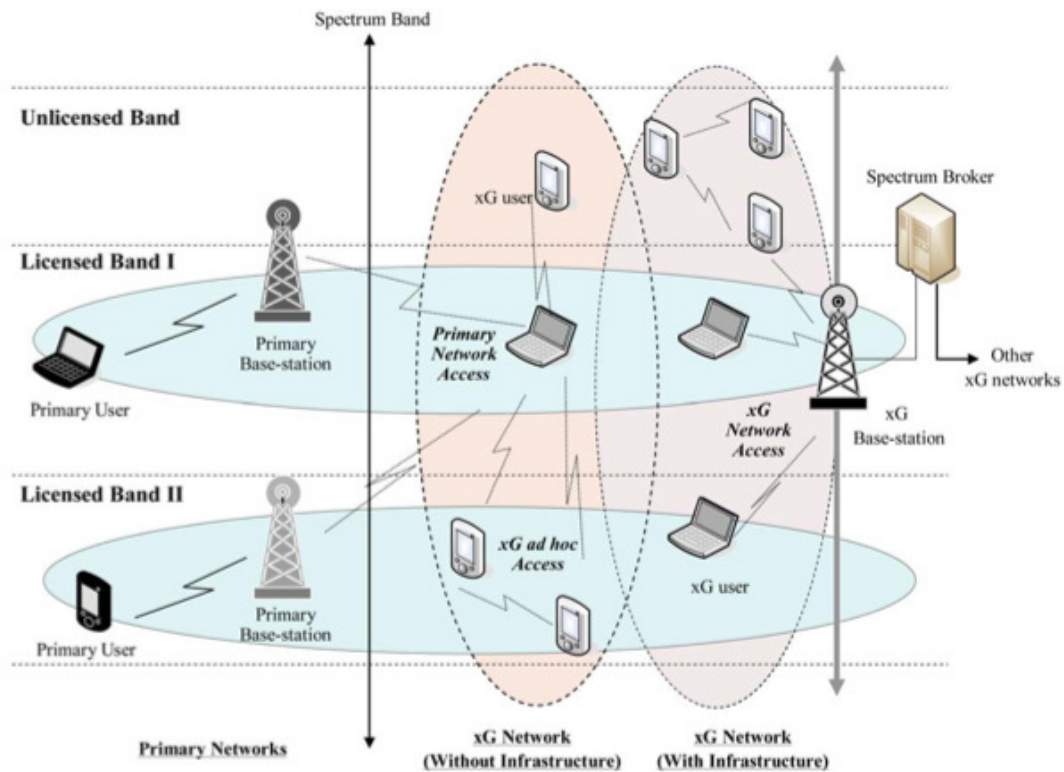 Spectrum Band
Unlicensed Band
xG user
Spectrum Broker
Licensed Band I
Primary
Base-station
Primary User
Primary
Network
Access
Other
xG networks
xG
Network
Access
xG
Base-station
Licensed Band II
xG ad hoc
Access
xG user
Primary
Base-station
Primary User
Primary Networks
xG Network
(Without Infrastructure)
xG Network
(With Infrastructure)